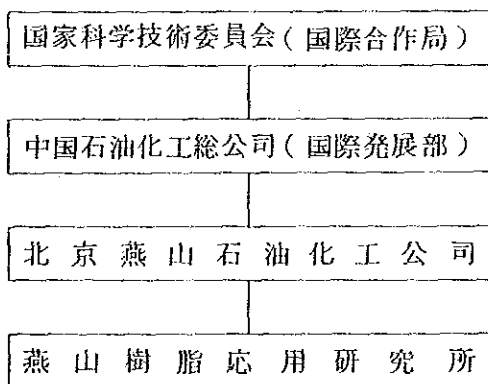 国家科学技術委員会(国際合作局)
中国石油化工総公司(国際発展部)
北京燕山石油化工公司
燕山樹脂応用研究所